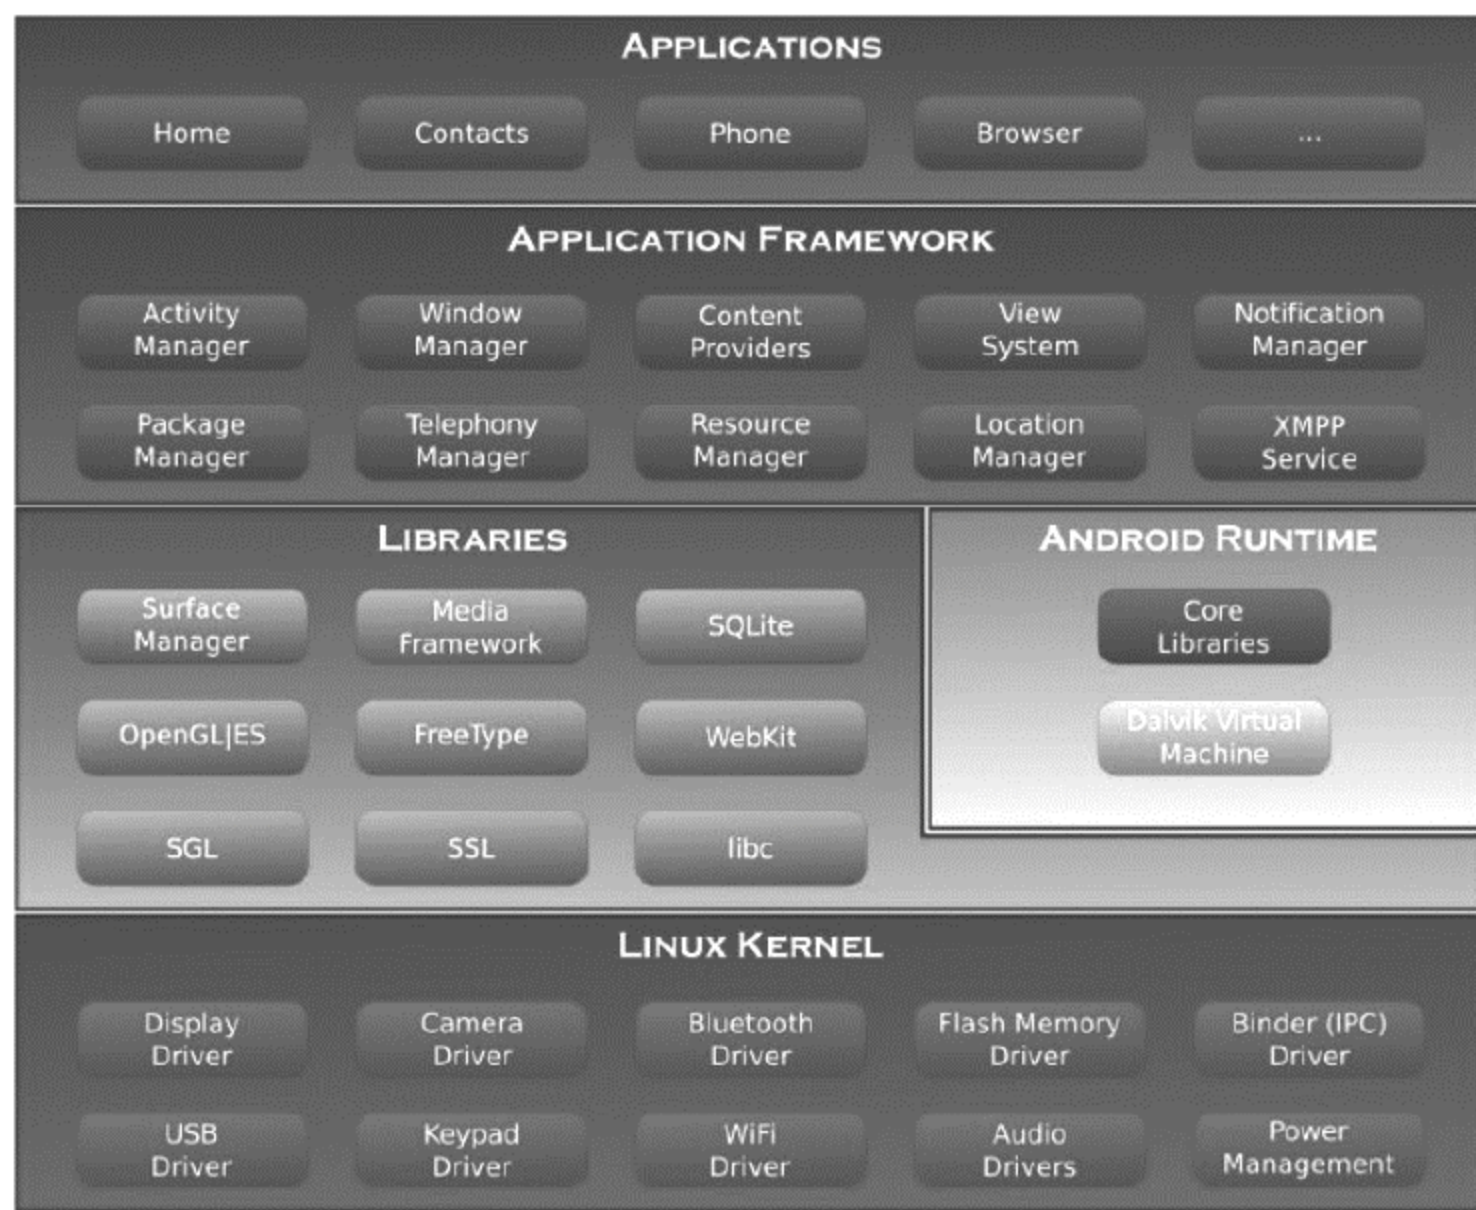 APPLICATIONS
Home
Contacts
Phone
Browser
...
APPLICATION FRAMEWORK
Activity
Manager
Window
Manager
Content
Providers
View
System
Notification
Manager
Package
Manager
Telephony
Manager
Resource
Manager
Location
Manager
XMPP
Service
LIBRARIES
Surface
Manager
Media
Framework
SQLite
OpenGL|ES
FreeType
WebKit
SGL
SSL
libc
ANDROID RUNTIME
Core
Libraries
Dalvik Virtual
Machine
LINUX KERNEL
Display
Driver
Camera
Driver
Bluetooth
Driver
Flash Memory
Driver
Binder (IPC)
Driver
USB
Driver
Keypad
Driver
WiFi
Driver
Audio
Drivers
Power
Management